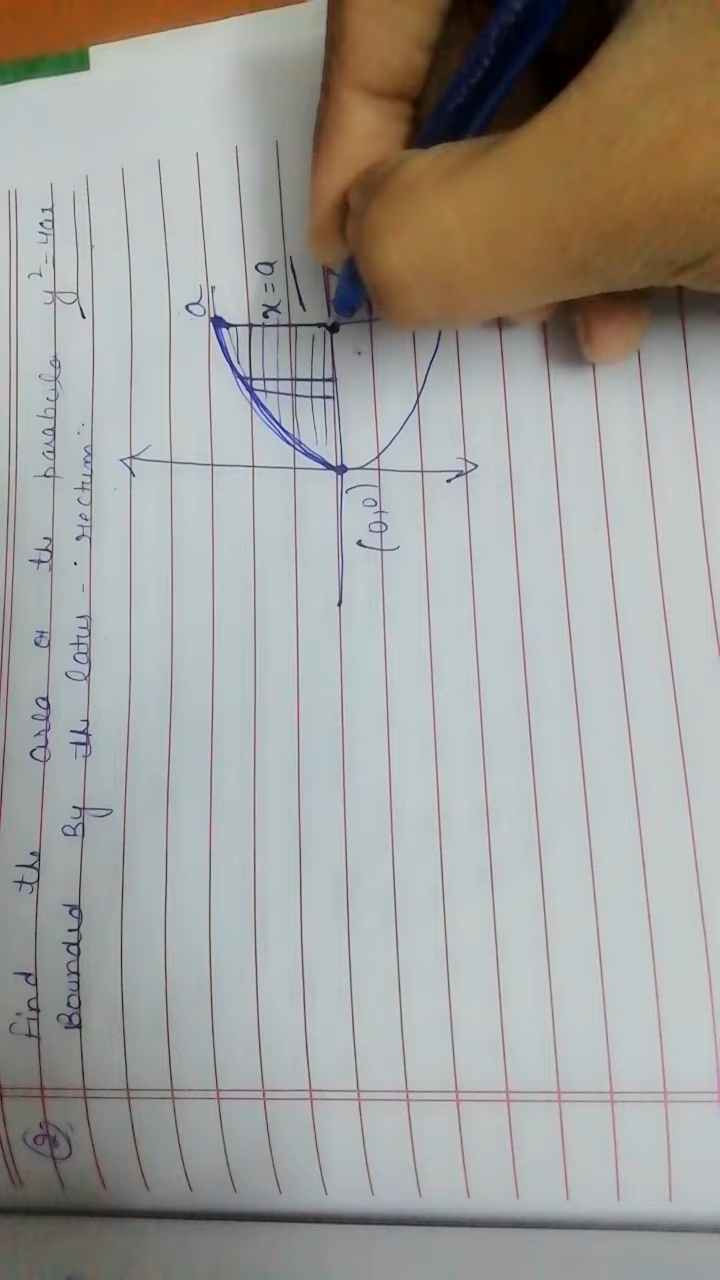 Q. Find the area of the parabola y²=4ax
Bounded By the latus - rectum:
a
x=a
(0,0)